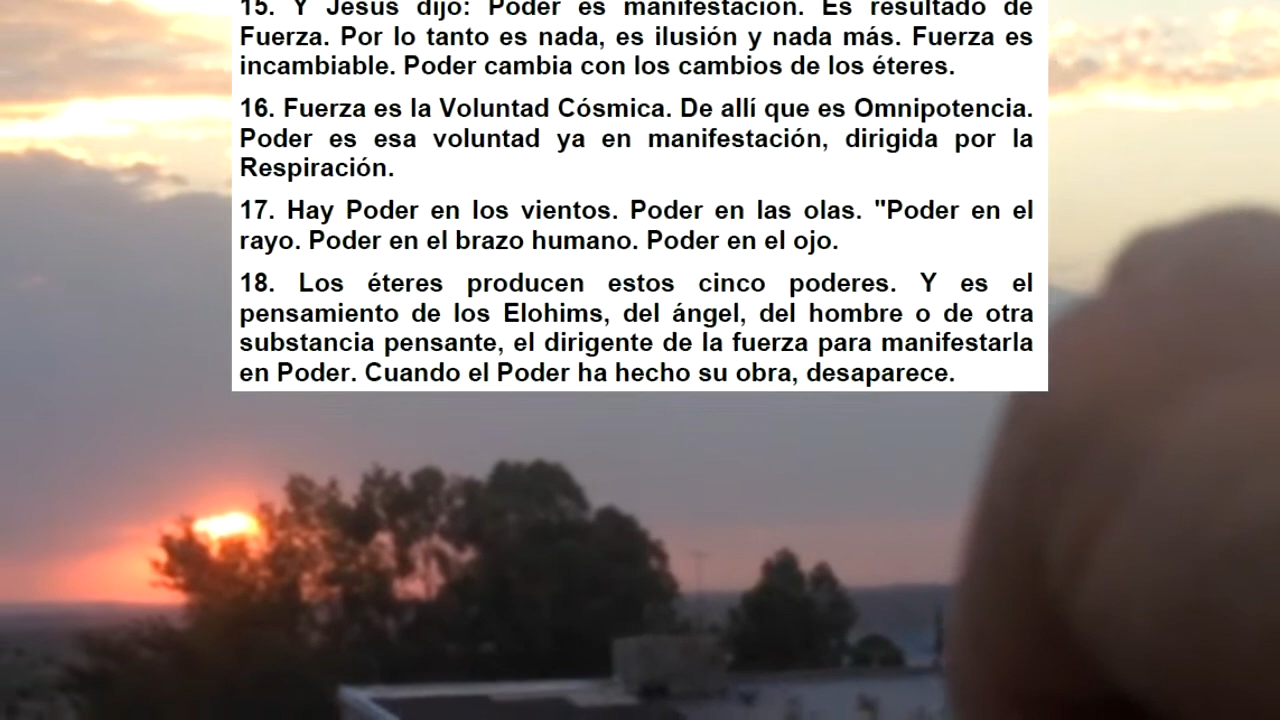 15. Y Jesús dijo: Poder es manifestación. Es resultado de
Fuerza. Por lo tanto es nada, es ilusión y nada más. Fuerza es
incambiable. Poder cambia con los cambios de los éteres.
16. Fuerza es la Voluntad Cósmica. De allí que es Omnipotencia.
Poder es esa voluntad ya en manifestación, dirigida por la
Respiración.
17. Hay Poder en los vientos. Poder en las olas. "Poder en el
rayo. Poder en el brazo humano. Poder en el ojo.
18. Los éteres producen estos cinco poderes. Y es el
pensamiento de los Elohims, del ángel, del hombre o de otra
substancia pensante, el dirigente de la fuerza para manifestarla
en Poder. Cuando el Poder ha hecho su obra, desaparece.